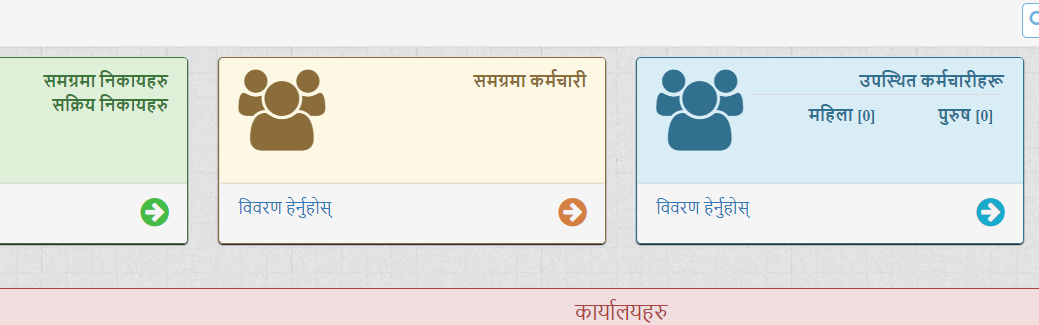 समग्रमा निकायहरु
सक्रिय निकायहरु
समग्रमा कर्मचारी
विवरण हेर्नुहोस्
उपस्थित कर्मचारीहरू
महिला [0] पुरुष [0]
विवरण हेर्नुहोस्
कार्यालयहरु